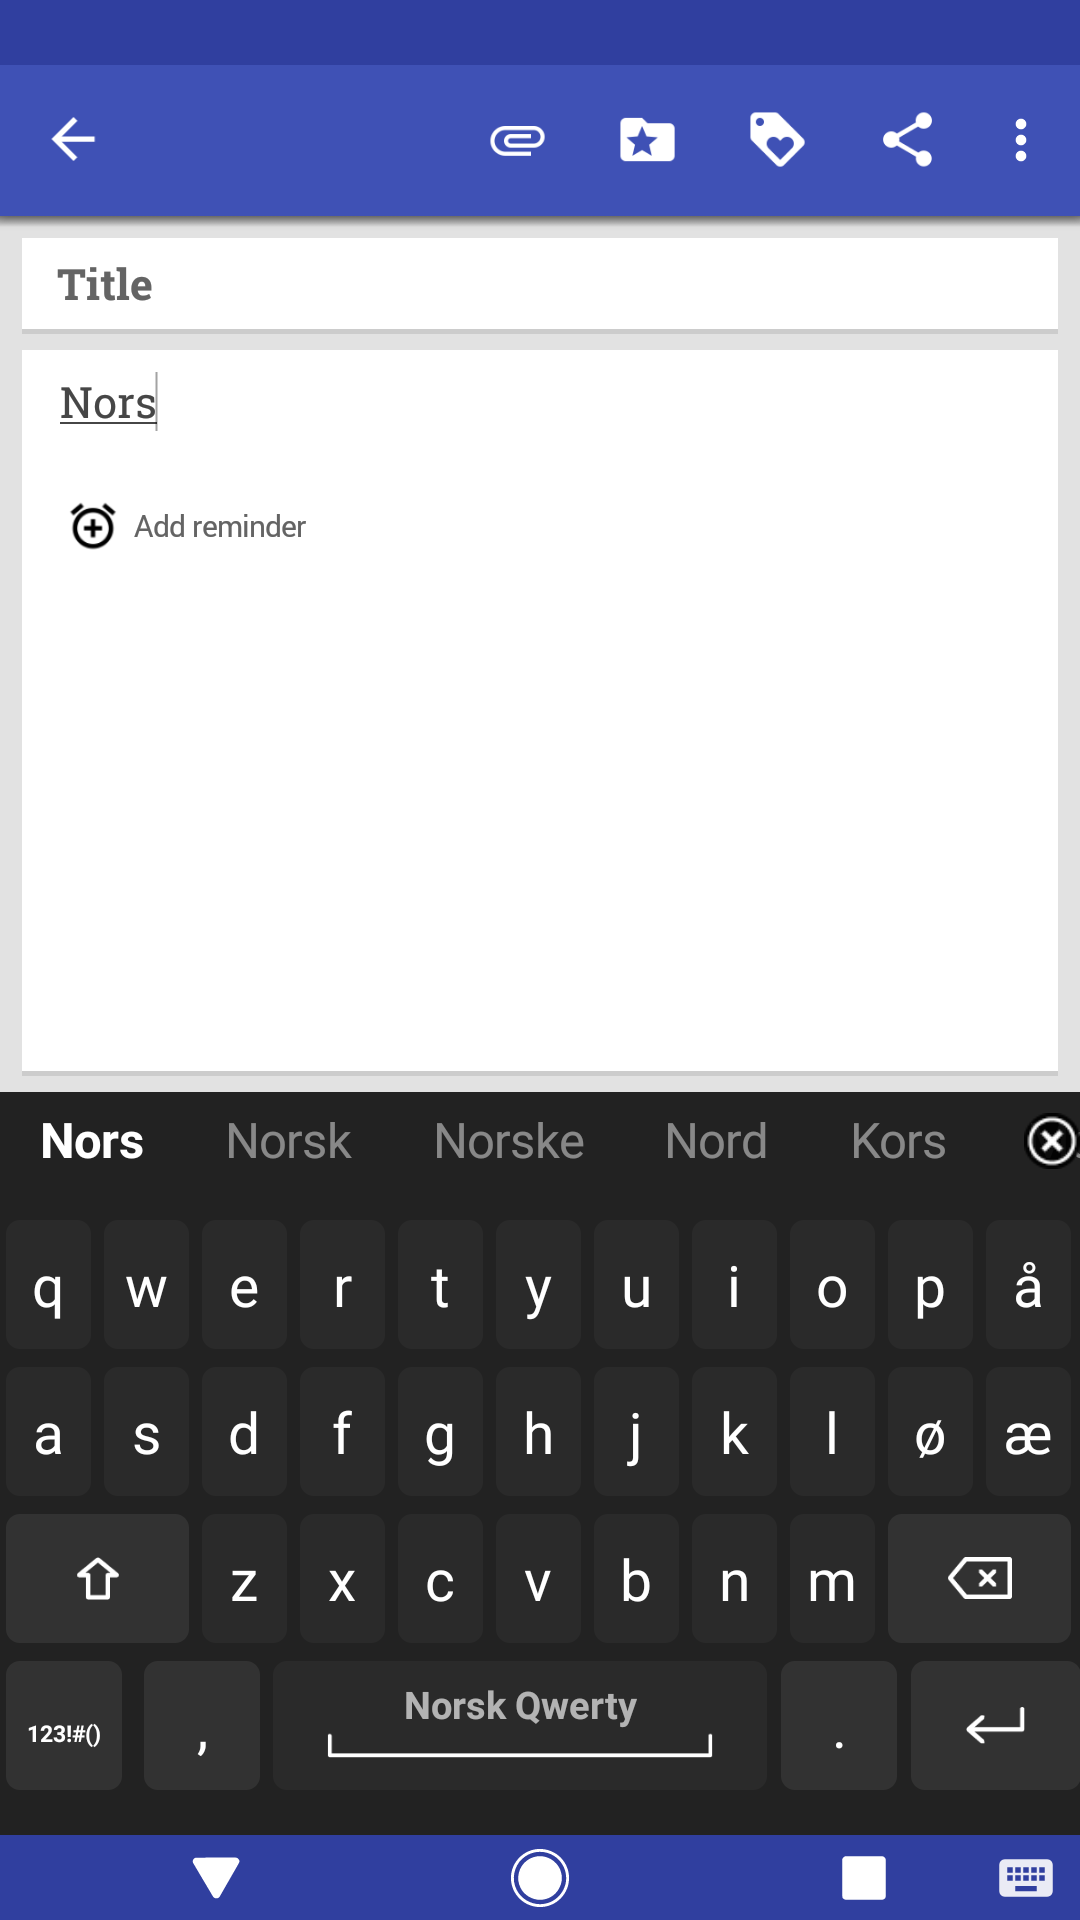 Title
Nors
Add reminder
Nors Norsk Norske Nord Kors
q w e r t y u i o p å
a s d f g h j k l ø æ
z x c v b n m
Norsk Qwerty
123!#() , .